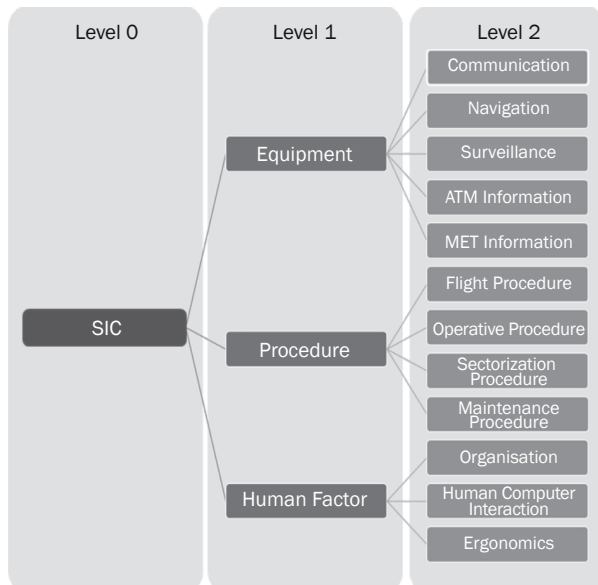 Level 0
Level 1
Level 2
SIC
Equipment
Procedure
Human Factor
Communication
Navigation
Surveillance
ATM Information
MET Information
Flight Procedure
Operative Procedure
Sectorization
Procedure
Maintenance
Procedure
Organisation
Human Computer
Interaction
Ergonomics